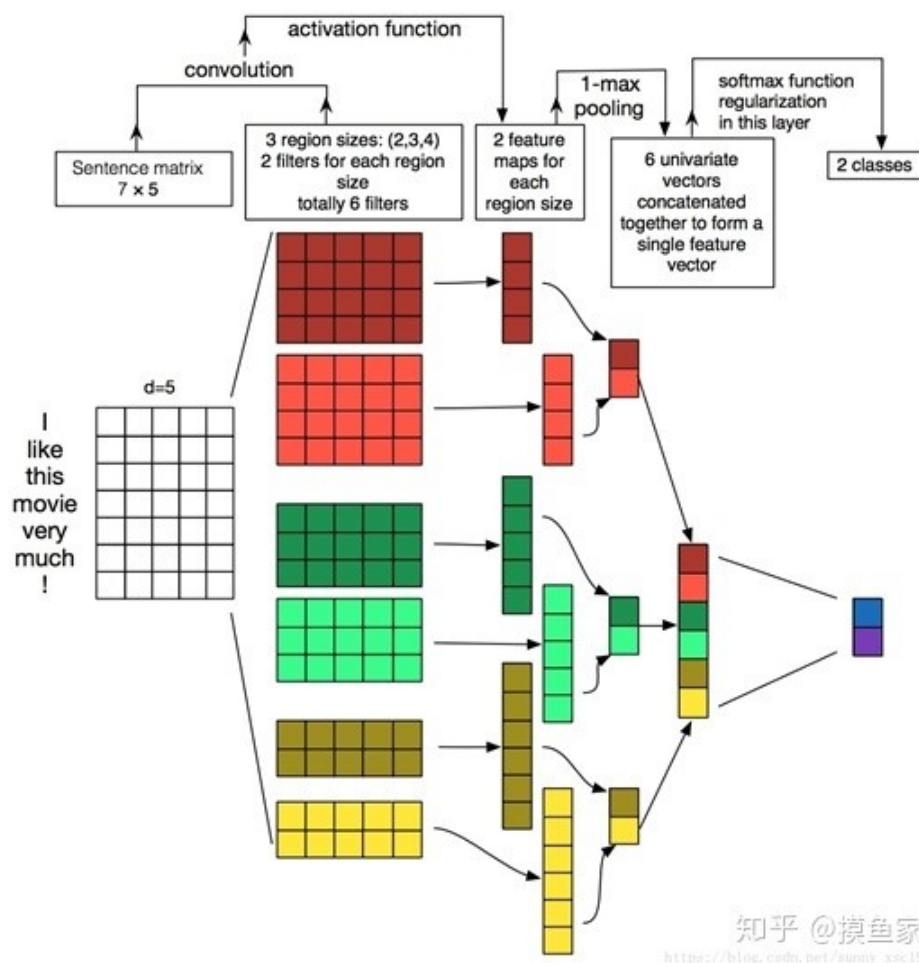 activation function
convolution
1-max
pooling
softmax function
regularization
in this layer
Sentence matrix
7 × 5
3 region sizes: (2,3,4)
2 filters for each region
size
totally 6 filters
2 feature
maps for
each
region size
6 univariate
vectors
concatenated
together to form a
single feature
vector
2 classes
d=5
I
like
this
movie
very
much
!
知乎 @摸鱼家